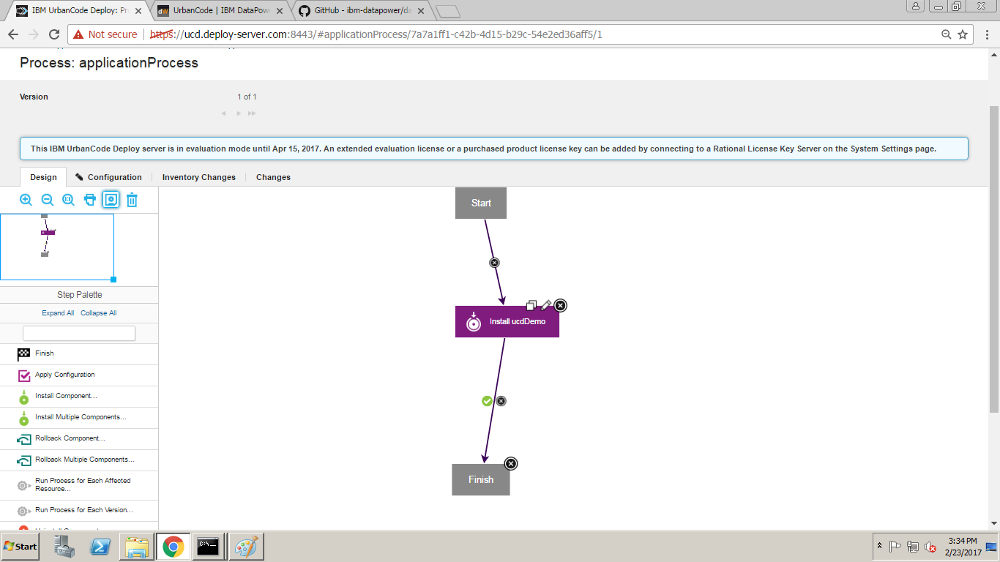 IBM UrbanCode Deploy: Pr
UrbanCode | IBM DataPow
GitHub - ibm-datapower/da
Not secure
https://ucd.deploy-server.com:8443/#applicationProcess/7a7a1ff1-c42b-4d15-b29c-54e2ed36aff5/1
Process: applicationProcess
Version
1 of 1
This IBM UrbanCode Deploy server is in evaluation mode until Apr 15, 2017. An extended evaluation license or a purchased product license key can be added by connecting to a Rational License Key Server on the System Settings page.
Design
Configuration
Inventory Changes
Changes
Start
Install ucdDemo
Finish
Step Palette
Expand All Collapse All
Finish
Apply Configuration
Install Component...
Install Multiple Components...
Rollback Component...
Rollback Multiple Components...
Run Process for Each Affected
Resource...
Run Process for Each Version...
Start
3:34 PM
2/23/2017